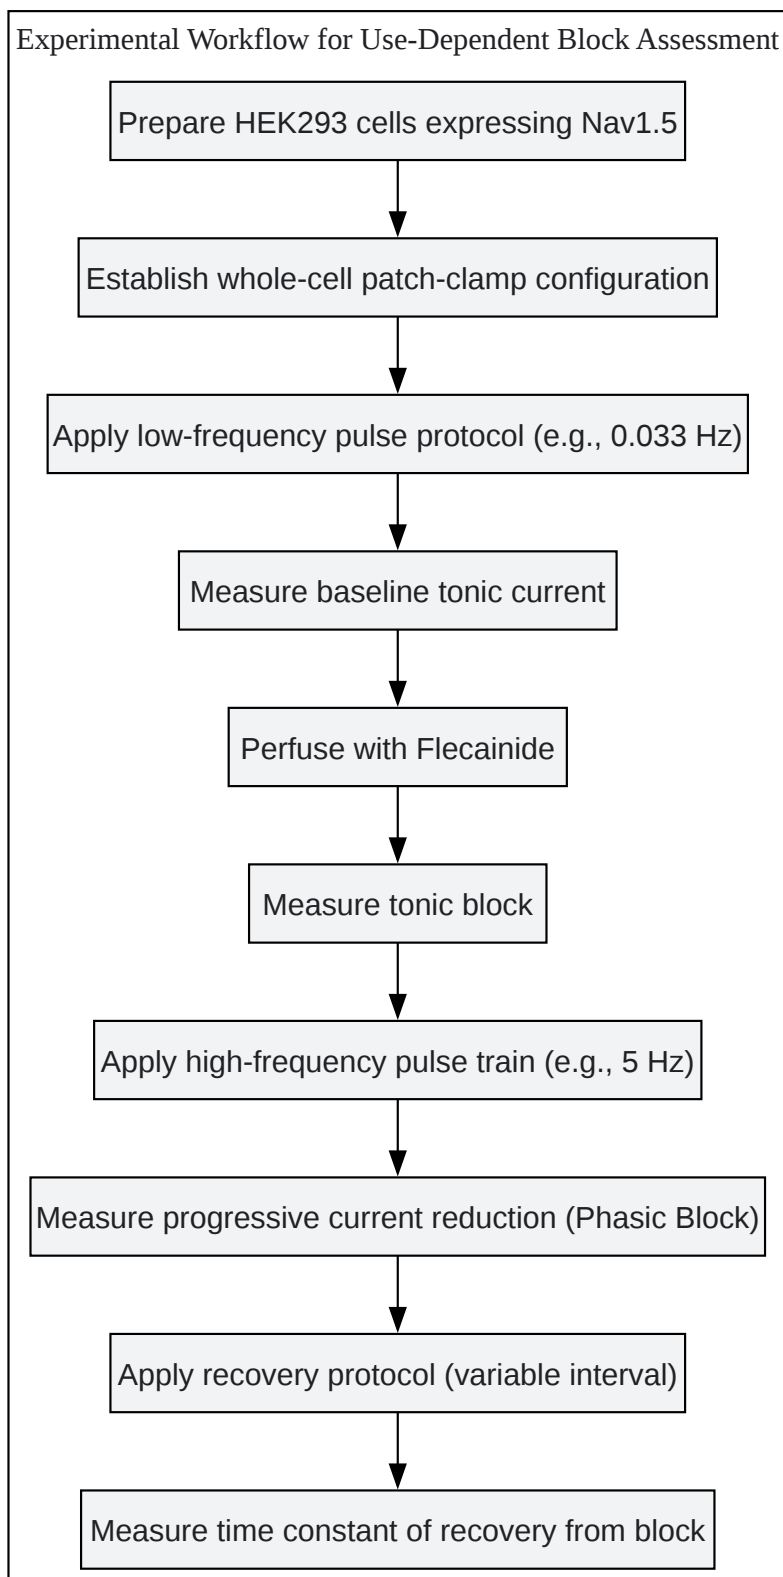 Experimental Workflow for Use-Dependent Block Assessment
Prepare HEK293 cells expressing Nav1.5
Establish whole-cell patch-clamp configuration
Apply low-frequency pulse protocol (e.g., 0.033 Hz)
Measure baseline tonic current
Perfuse with Flecainide
Measure tonic block
Apply high-frequency pulse train (e.g., 5 Hz)
Measure progressive current reduction (Phasic Block)
Apply recovery protocol (variable interval)
Measure time constant of recovery from block